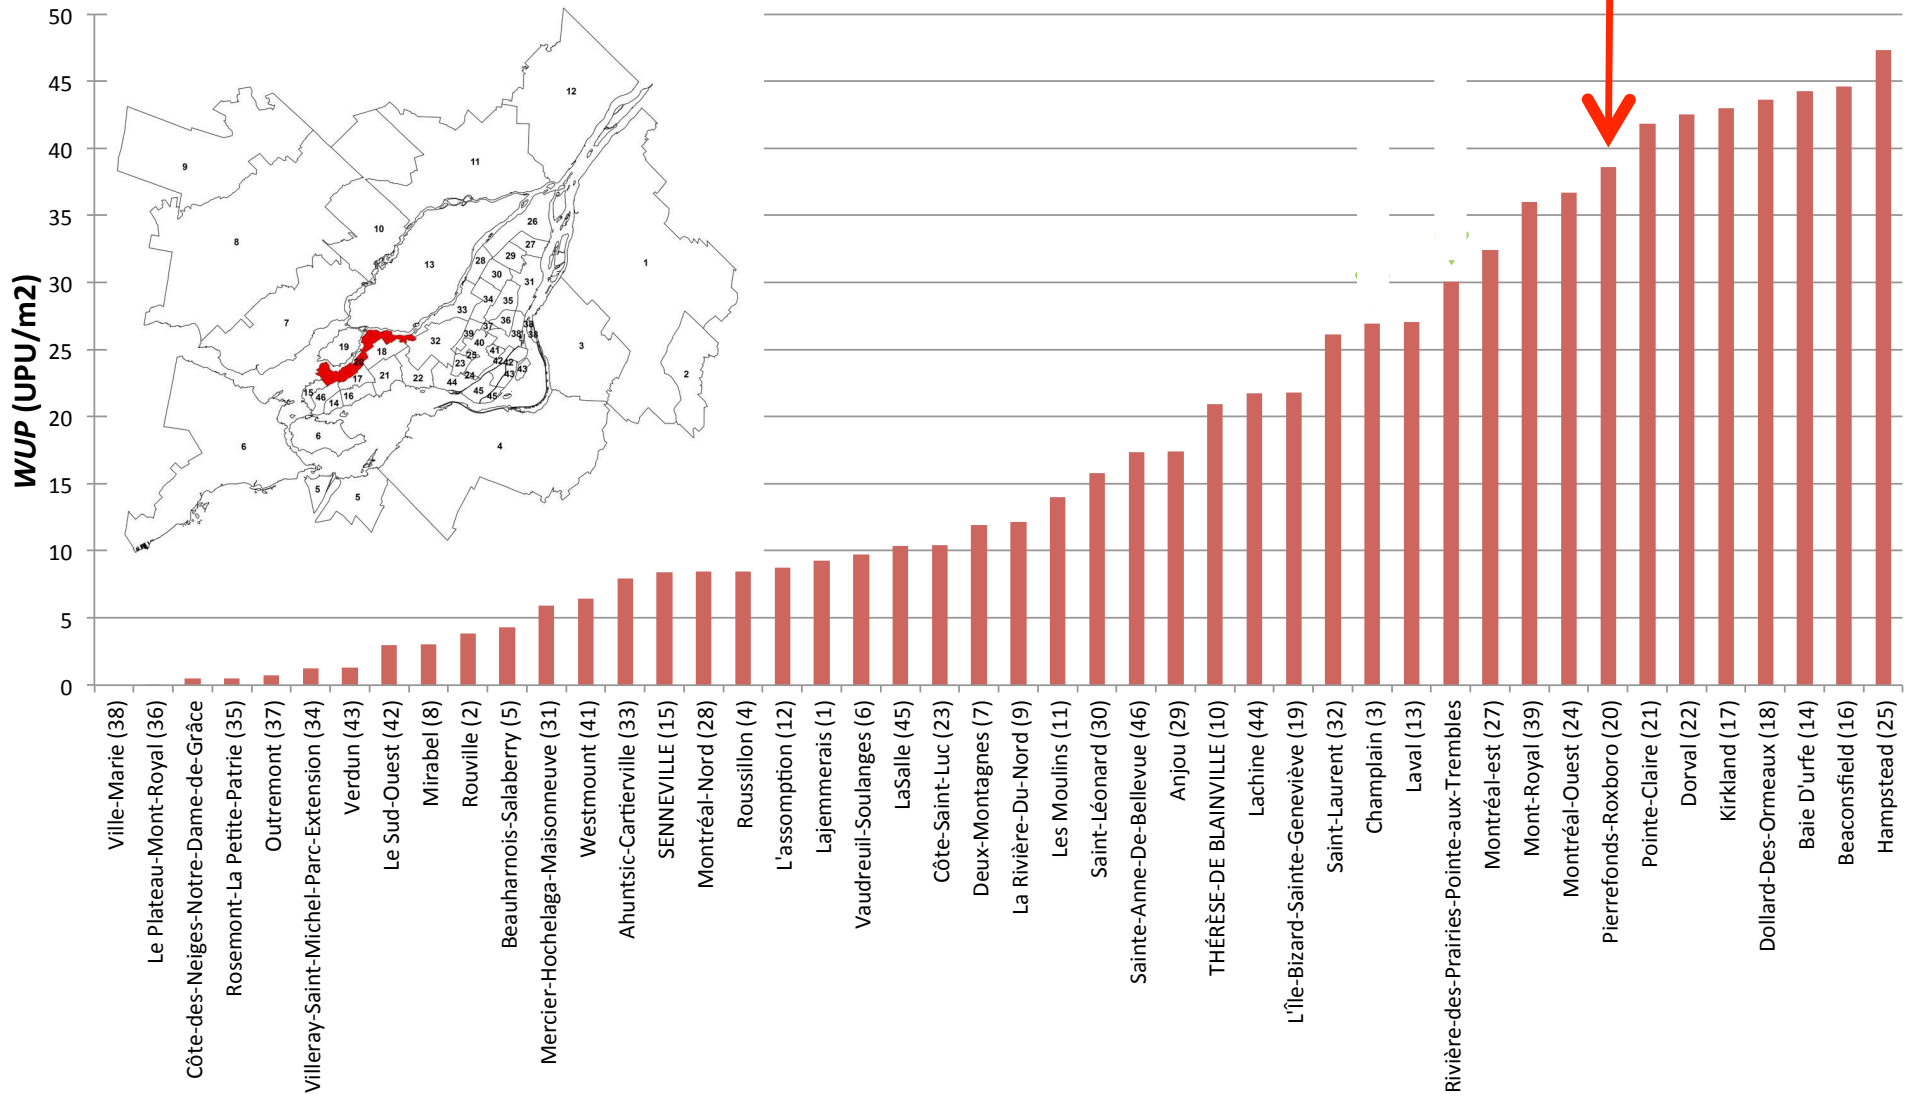 WUP (UPU/m2)
50
45
40
35
30
25
20
15
10
5
0
12
9
11
10
8
26
27
29
28
13
1
30
31
34
35
33
7
36
38
37
39
38
38
32
40
3
19
18
41
25
20
42
42
23
2
17
21
22
24
43
43
44
15
46
16
45
45
14
6
6
4
5
5
Ville-Marie (38)
Le Plateau-Mont-Royal (36)
Côte-des-Neiges-Notre-Dame-de-Grâce
Rosemont-La Petite-Patrie (35)
Outremont (37)
Villeray-Saint-Michel-Parc-Extension (34)
Verdun (43)
Le Sud-Ouest (42)
Mirabel (8)
Rouville (2)
Beauharnois-Salaberry (5)
Mercier-Hochelaga-Maisonneuve (31)
Westmount (41)
Ahuntsic-Cartierville (33)
SENNEVILLE (15)
Montréal-Nord (28)
Roussillon (4)
L'assomption (12)
Lajemmerais (1)
Vaudreuil-Soulanges (6)
LaSalle (45)
Côte-Saint-Luc (23)
Deux-Montagnes (7)
La Rivière-Du-Nord (9)
Les Moulins (11)
Saint-Léonard (30)
Sainte-Anne-De-Bellevue (46)
Anjou (29)
THÉRÈSE-DE BLAINVILLE (10)
Lachine (44)
L'Île-Bizard-Sainte-Geneviève (19)
Saint-Laurent (32)
Champlain (3)
Laval (13)
Rivière-des-Prairies-Pointe-aux-Trembles
Montréal-est (27)
Mont-Royal (39)
Montréal-Ouest (24)
Pierrefonds-Roxboro (20)
Pointe-Claire (21)
Dorval (22)
Kirkland (17)
Dollard-Des-Ormeaux (18)
Baie D'urfe (14)
Beaconsfield (16)
Hampstead (25)